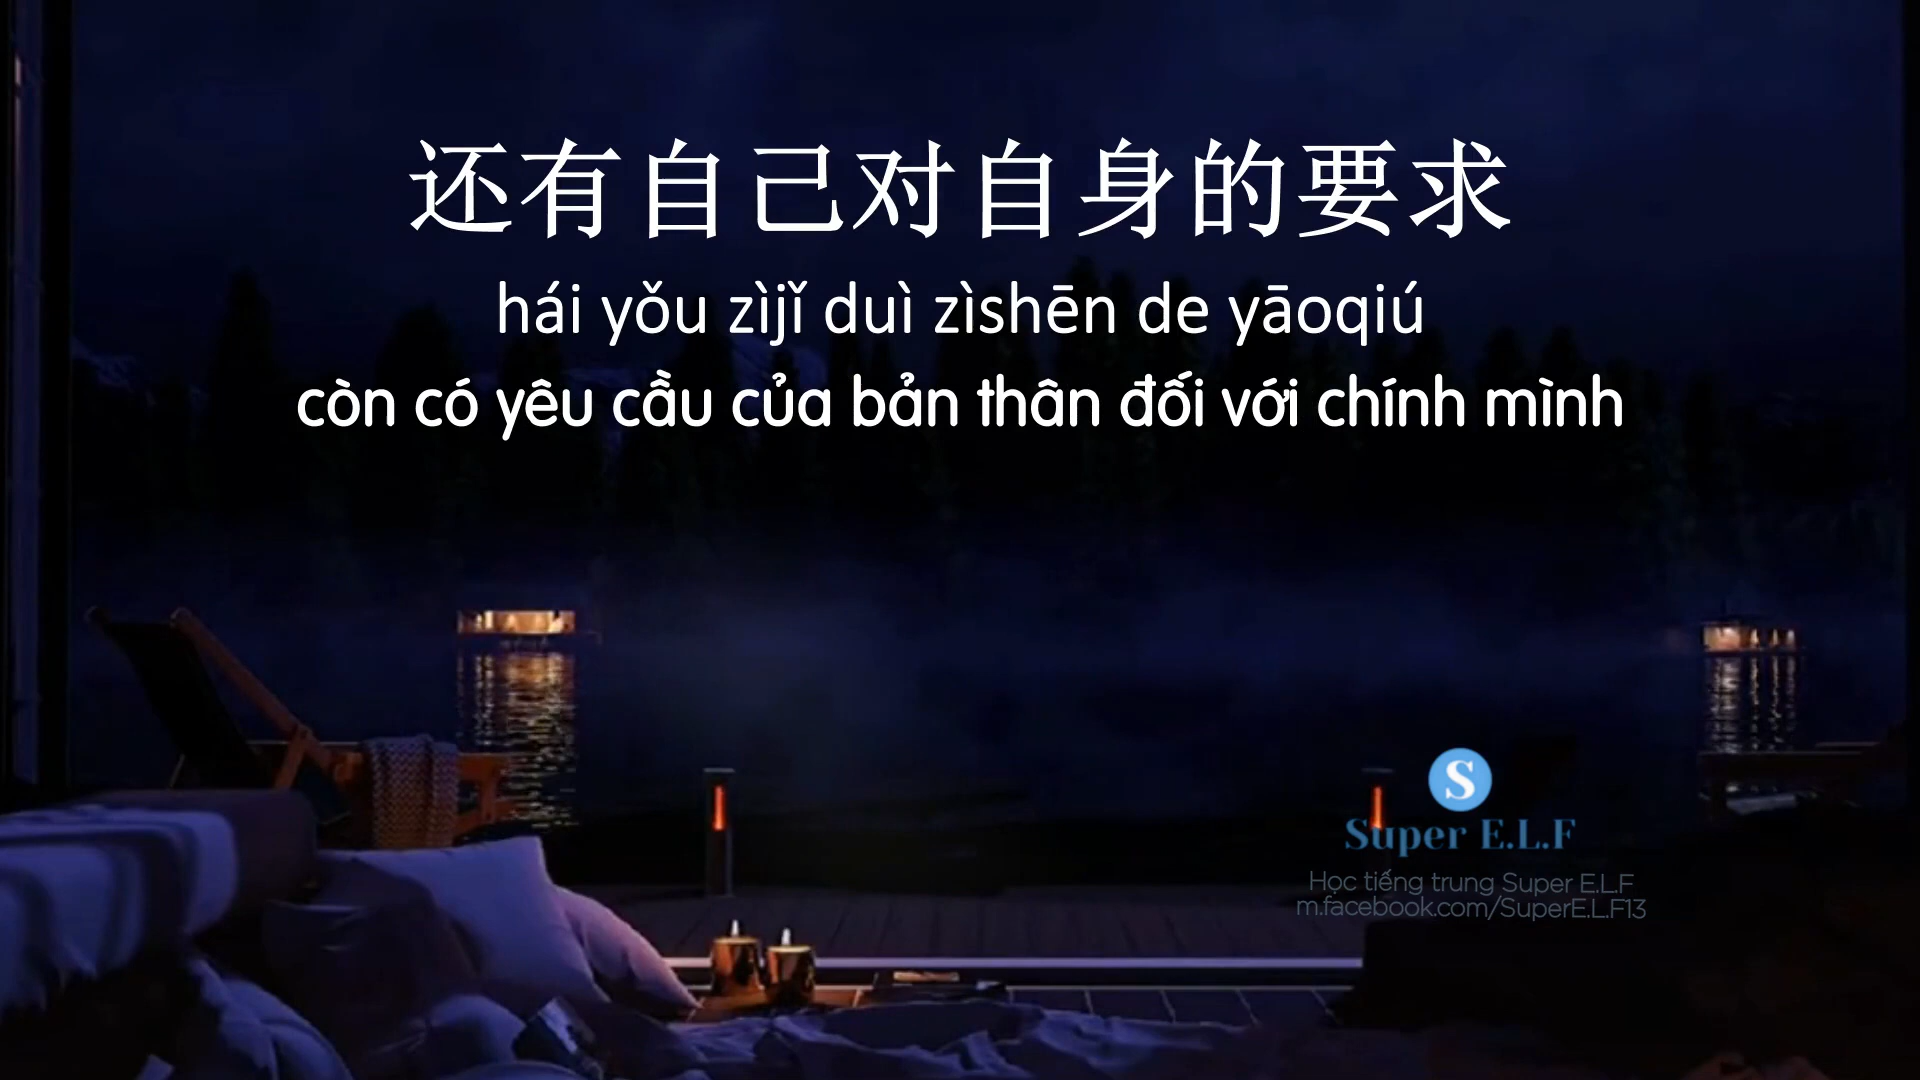 还有自己对自身的要求
hái yǒu zìjǐ duì zìshēn de yāoqiú
còn có yêu cầu của bản thân đối với chính mình
S
Super E.L.F
Học tiếng trung Super E.L.F
m.facebook.com/SuperE.L.F13